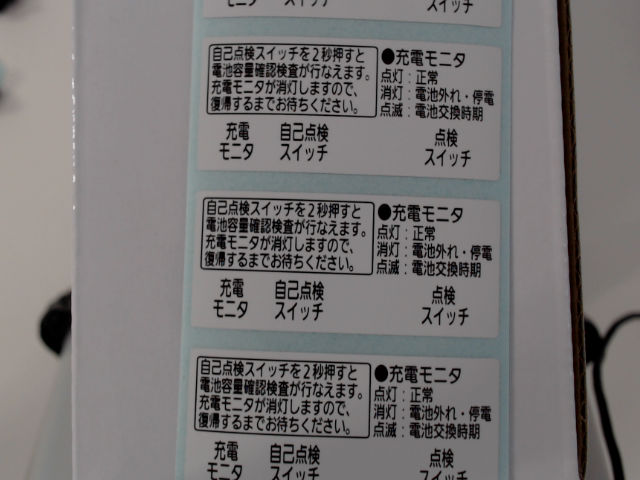 モニタ スイッチ スイッチ
自己点検スイッチを2秒押すと
電池容量確認検査が行なえます。
充電モニタが消灯しますので、
復帰するまでお待ちください。
●充電モニタ
点灯：正常
消灯：電池外れ・停電
点滅：電池交換時期
充電 自己点検 点検
モニタ スイッチ スイッチ
自己点検スイッチを2秒押すと
電池容量確認検査が行なえます。
充電モニタが消灯しますので、
復帰するまでお待ちください。
●充電モニタ
点灯：正常
消灯：電池外れ・停電
点滅：電池交換時期
充電 自己点検 点検
モニタ スイッチ スイッチ
自己点検スイッチを2秒押すと
電池容量確認検査が行なえます。
充電モニタが消灯しますので、
復帰するまでお待ちください。
●充電モニタ
点灯：正常
消灯：電池外れ・停電
点滅：電池交換時期
充電 自己点検 点検
モニタ スイッチ スイッチ